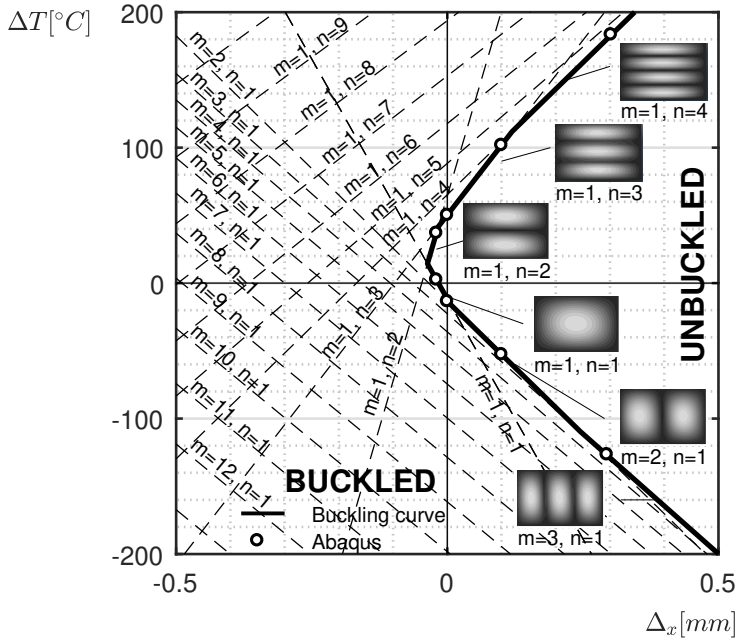 ΔT[°C]
200
100
0
-100
-200
-0.5
0
0.5
Δx[mm]
m=1, n=9
m=1, n=8
m=1, n=7
m=1, n=6
m=1, n=5
m=1, n=4
m=1, n=3
m=1, n=2
m=1, n=1
m=2, n=1
m=3, n=1
m=4, n=1
m=5, n=1
m=6, n=1
m=7, n=1
m=8, n=1
m=9, n=1
m=10, n=1
m=11, n=1
m=12, n=1
m=1, n=4
m=1, n=3
m=1, n=2
m=1, n=1
m=2, n=1
m=3, n=1
UNBUCKLED
BUCKLED
Buckling curve
Abaqus